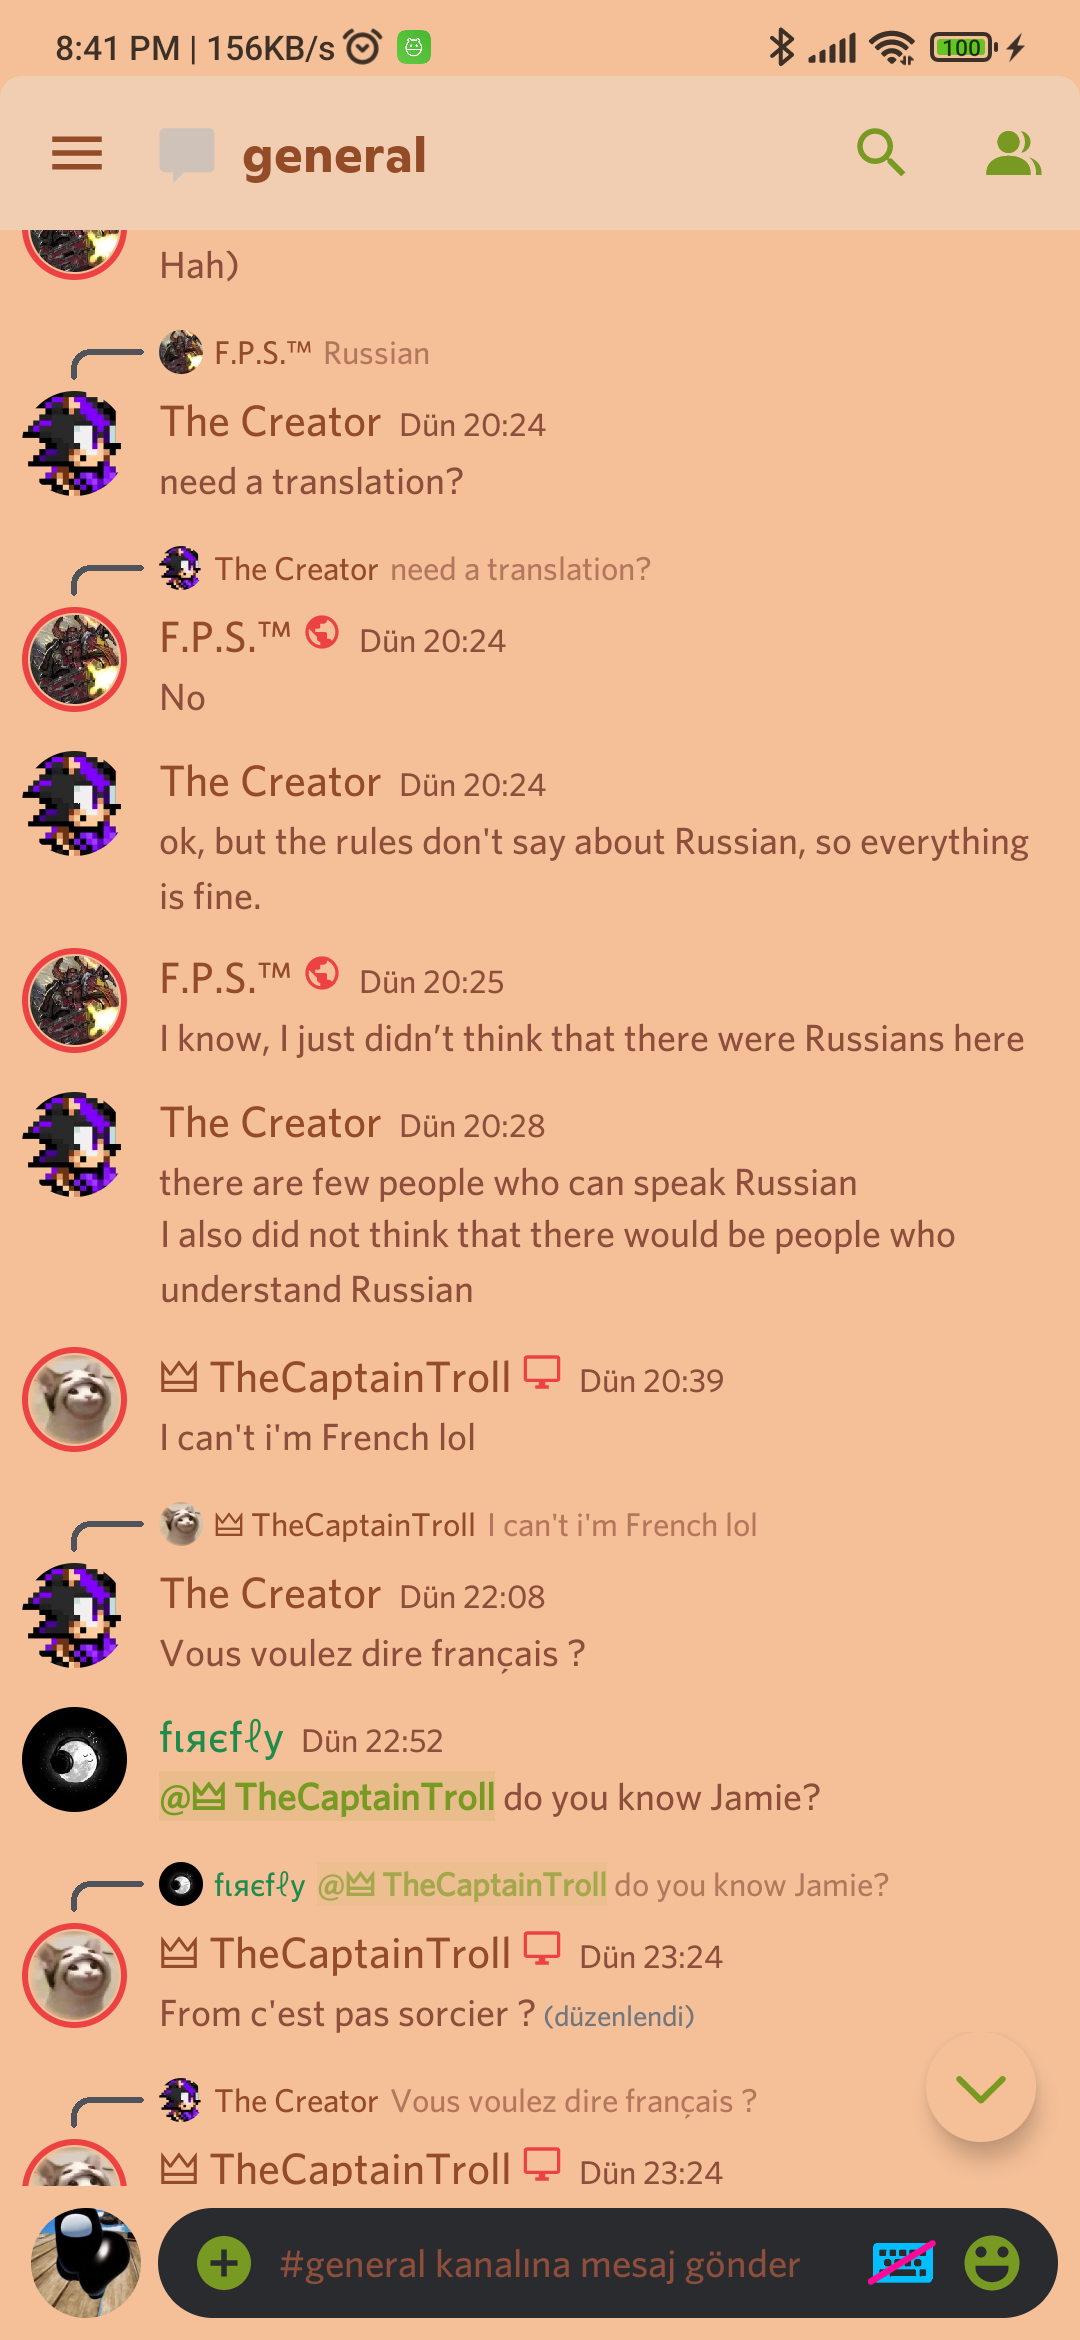 8:41 PM | 156KB/s
100
general
Hah)
F.P.S.™ Russian
The Creator Dün 20:24
need a translation?
The Creator need a translation?
F.P.S.™ Dün 20:24
No
The Creator Dün 20:24
ok, but the rules don't say about Russian, so everything
is fine.
F.P.S.™ Dün 20:25
I know, I just didn’t think that there were Russians here
The Creator Dün 20:28
there are few people who can speak Russian
I also did not think that there would be people who
understand Russian
TheCaptainTroll Dün 20:39
I can't i'm French lol
TheCaptainTroll I can't i'm French lol
The Creator Dün 22:08
Vous voulez dire français ?
fιяєfℓy Dün 22:52
@TheCaptainTroll do you know Jamie?
fιяєfℓy @TheCaptainTroll do you know Jamie?
TheCaptainTroll Dün 23:24
From c'est pas sorcier ? (düzenlendi)
The Creator Vous voulez dire français ?
TheCaptainTroll Dün 23:24
#general kanalına mesaj gönder